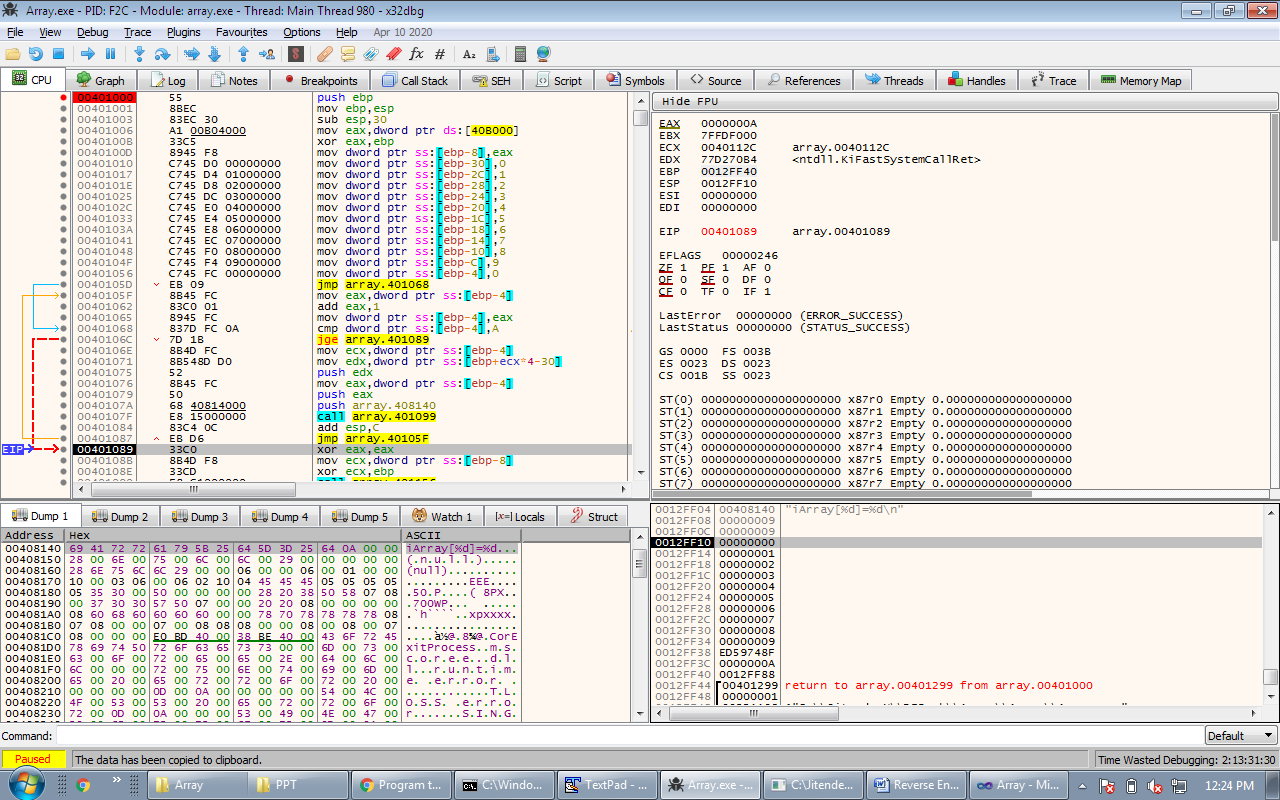 Array.exe - PID: F2C - Module: array.exe - Thread: Main Thread 980 - x32dbg
File View Debug Trace Plugins Favourites Options Help Apr 10 2020
CPU Graph Log Notes Breakpoints Call Stack SEH Script Symbols Source References Threads Handles Trace Memory Map
00401000 55 push ebp
00401001 8BEC mov ebp,esp
00401003 83EC 30 sub esp,30
00401006 A1 00B04000 mov eax,dword ptr ds:[40B000]
0040100B 33C5 xor eax,ebp
0040100D 8945 F8 mov dword ptr ss:[ebp-8],eax
00401010 C745 D0 00000000 mov dword ptr ss:[ebp-30],0
00401017 C745 D4 01000000 mov dword ptr ss:[ebp-2C],1
0040101E C745 D8 02000000 mov dword ptr ss:[ebp-28],2
00401025 C745 DC 03000000 mov dword ptr ss:[ebp-24],3
0040102C C745 E0 04000000 mov dword ptr ss:[ebp-20],4
00401033 C745 E4 05000000 mov dword ptr ss:[ebp-1C],5
0040103A C745 E8 06000000 mov dword ptr ss:[ebp-18],6
00401041 C745 EC 07000000 mov dword ptr ss:[ebp-14],7
00401048 C745 F0 08000000 mov dword ptr ss:[ebp-10],8
0040104F C745 F4 09000000 mov dword ptr ss:[ebp-C],9
00401056 C745 FC 00000000 mov dword ptr ss:[ebp-4],0
0040105D EB 09 jmp array.401068
0040105F 8B45 FC mov eax,dword ptr ss:[ebp-4]
00401062 83C0 01 add eax,1
00401065 8945 FC mov dword ptr ss:[ebp-4],eax
00401068 837D FC 0A cmp dword ptr ss:[ebp-4],A
0040106C 7D 1B jge array.401089
0040106E 8B4D FC mov ecx,dword ptr ss:[ebp-4]
00401071 8B548D D0 mov edx,dword ptr ss:[ebp+ecx*4-30]
00401075 52 push edx
00401076 8B45 FC mov eax,dword ptr ss:[ebp-4]
00401079 50 push eax
0040107A 68 40814000 push array.408140
0040107F E8 15000000 call array.401099
00401084 83C4 0C add esp,C
00401087 EB D6 jmp array.40105F
EIP 00401089 33C0 xor eax,eax
0040108B 8B4D F8 mov ecx,dword ptr ss:[ebp-8]
0040108E 33CD xor ecx,ebp
Hide FPU
EAX 0000000A
EBX 7FFDF000
ECX 0040112C array.0040112C
EDX 77D270B4 <ntdll.KiFastSystemCallRet>
EBP 0012FF40
ESP 0012FF10
ESI 00000000
EDI 00000000
EIP 00401089 array.00401089
EFLAGS 00000246
ZF 1 PF 1 AF 0
OF 0 SF 0 DF 0
CF 0 TF 0 IF 1
LastError 00000000 (ERROR_SUCCESS)
LastStatus 00000000 (STATUS_SUCCESS)
GS 0000 FS 003B
ES 0023 DS 0023
CS 001B SS 0023
ST(0) 00000000000000000000 x87r0 Empty 0.000000000000000000
ST(1) 00000000000000000000 x87r1 Empty 0.000000000000000000
ST(2) 00000000000000000000 x87r2 Empty 0.000000000000000000
ST(3) 00000000000000000000 x87r3 Empty 0.000000000000000000
ST(4) 00000000000000000000 x87r4 Empty 0.000000000000000000
ST(5) 00000000000000000000 x87r5 Empty 0.000000000000000000
ST(6) 00000000000000000000 x87r6 Empty 0.000000000000000000
ST(7) 00000000000000000000 x87r7 Empty 0.000000000000000000
Dump 1 Dump 2 Dump 3 Dump 4 Dump 5 Watch 1 Locals Struct
Address Hex ASCII
00408140 69 41 72 72 61 79 5B 25 64 5D 3D 25 64 0A 00 00 iArray[%d]=%d...
00408150 28 00 6E 00 75 00 6C 00 6C 00 29 00 00 00 00 00 (.n.u.l.l.).....
00408160 28 6E 75 6C 6C 29 00 00 06 00 00 06 00 01 00 00 (null)..........
00408170 10 00 03 06 00 06 02 10 04 45 45 45 05 05 05 05 .........EEE....
00408180 05 35 30 00 50 00 00 00 00 28 20 38 50 58 07 08 .50.P....( 8PX..
00408190 00 37 30 30 57 50 07 00 00 20 20 08 00 00 00 00 .700WP...  .....
004081A0 08 60 68 60 60 60 60 00 00 78 70 78 78 78 78 08 .`h````..xpxxxx.
004081B0 07 08 00 00 07 00 08 08 08 00 00 08 00 08 00 07 ................
004081C0 08 00 00 00 E0 BD 40 00 38 BE 40 00 43 6F 72 45 ....à½@.8¾@.CorE
004081D0 78 69 74 50 72 6F 63 65 73 73 00 00 6D 00 73 00 xitProcess..m.s.
004081E0 63 00 6F 00 72 00 65 00 65 00 2E 00 64 00 6C 00 c.o.r.e.e...d.l.
004081F0 6C 00 00 00 72 00 75 00 6E 00 74 00 69 00 6D 00 l...r.u.n.t.i.m.
00408200 65 00 20 00 65 00 72 00 72 00 6F 00 72 00 20 00 e. .e.r.r.o.r. .
00408210 00 00 0D 00 0A 00 00 00 00 00 00 00 54 00 4C 00 ............T.L.
00408220 4F 00 53 00 53 00 20 00 65 00 72 00 72 00 6F 00 O.S.S. .e.r.r.o.
00408230 72 00 0D 00 0A 00 00 00 53 00 49 00 4E 00 47 00 r.......S.I.N.G.
0012FF04 00408140 "iArray[%d]=%d\n"
0012FF08 00000009
0012FF0C 00000009
0012FF10 00000000
0012FF14 00000001
0012FF18 00000002
0012FF1C 00000003
0012FF20 00000004
0012FF24 00000005
0012FF28 00000006
0012FF2C 00000007
0012FF30 00000008
0012FF34 00000009
0012FF38 ED59748F
0012FF3C 0000000A
0012FF40 0012FF88
0012FF44 00401299 return to array.00401299 from array.00401000
0012FF48 00000001
Command: Default
Paused The data has been copied to clipboard. Time Wasted Debugging: 2:13:31:30
Array PPT Program t... C:\Windo... TextPad - ... Array.exe -... C:\Jitende... Reverse En... Array - Mi... 12:24 PM